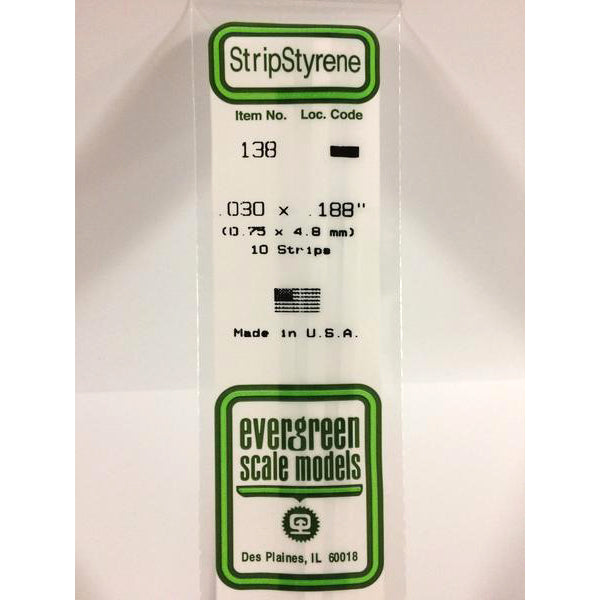 StripStyrene
Item No. Loc. Code
138
.030 x .188"
(0.75 x 4.8 mm)
10 Strips
Made in U.S.A.
evergreen
scale models
Des Plaines, IL 60018